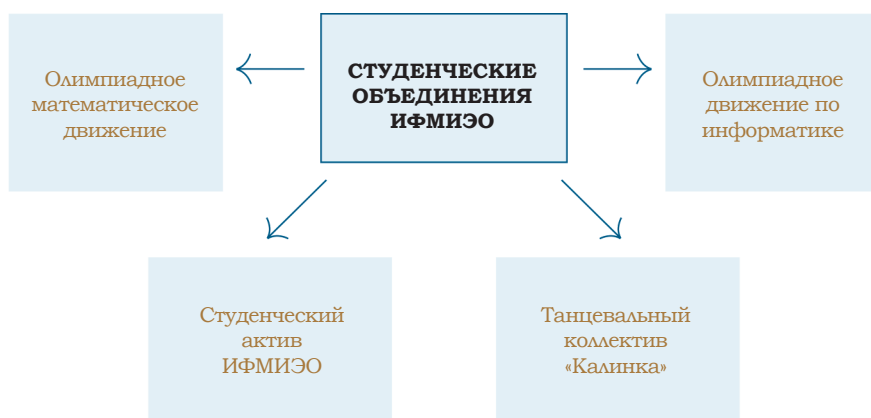 Олимпиадное
математическое
движение
СТУДЕНЧЕСКИЕ
ОБЪЕДИНЕНИЯ
ИФМИЭО
Олимпиадное
движение по
информатике
Студенческий
актив
ИФМИЭО
Танцевальный
коллектив
«Калинка»